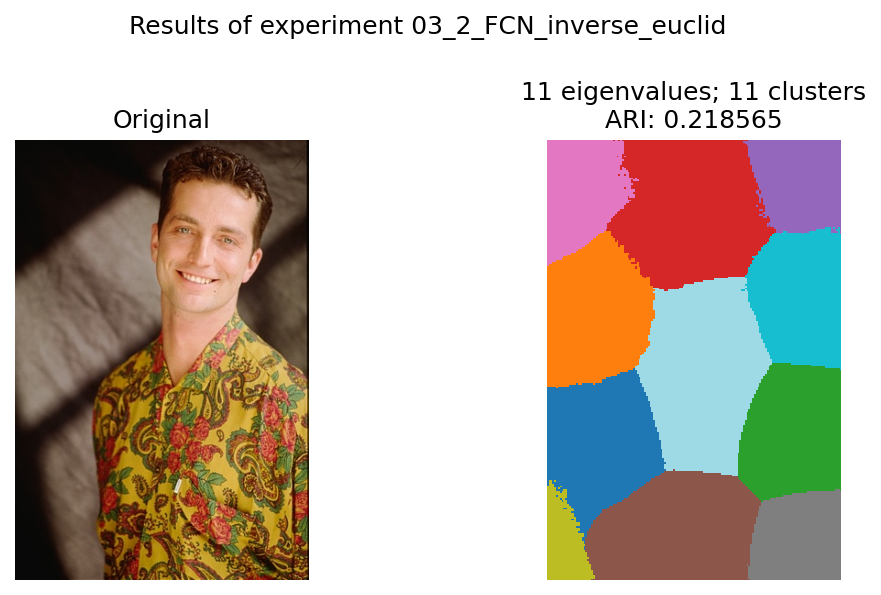 Results of experiment 03_2_FCN_inverse_euclid
Original
11 eigenvalues; 11 clusters
ARI: 0.218565